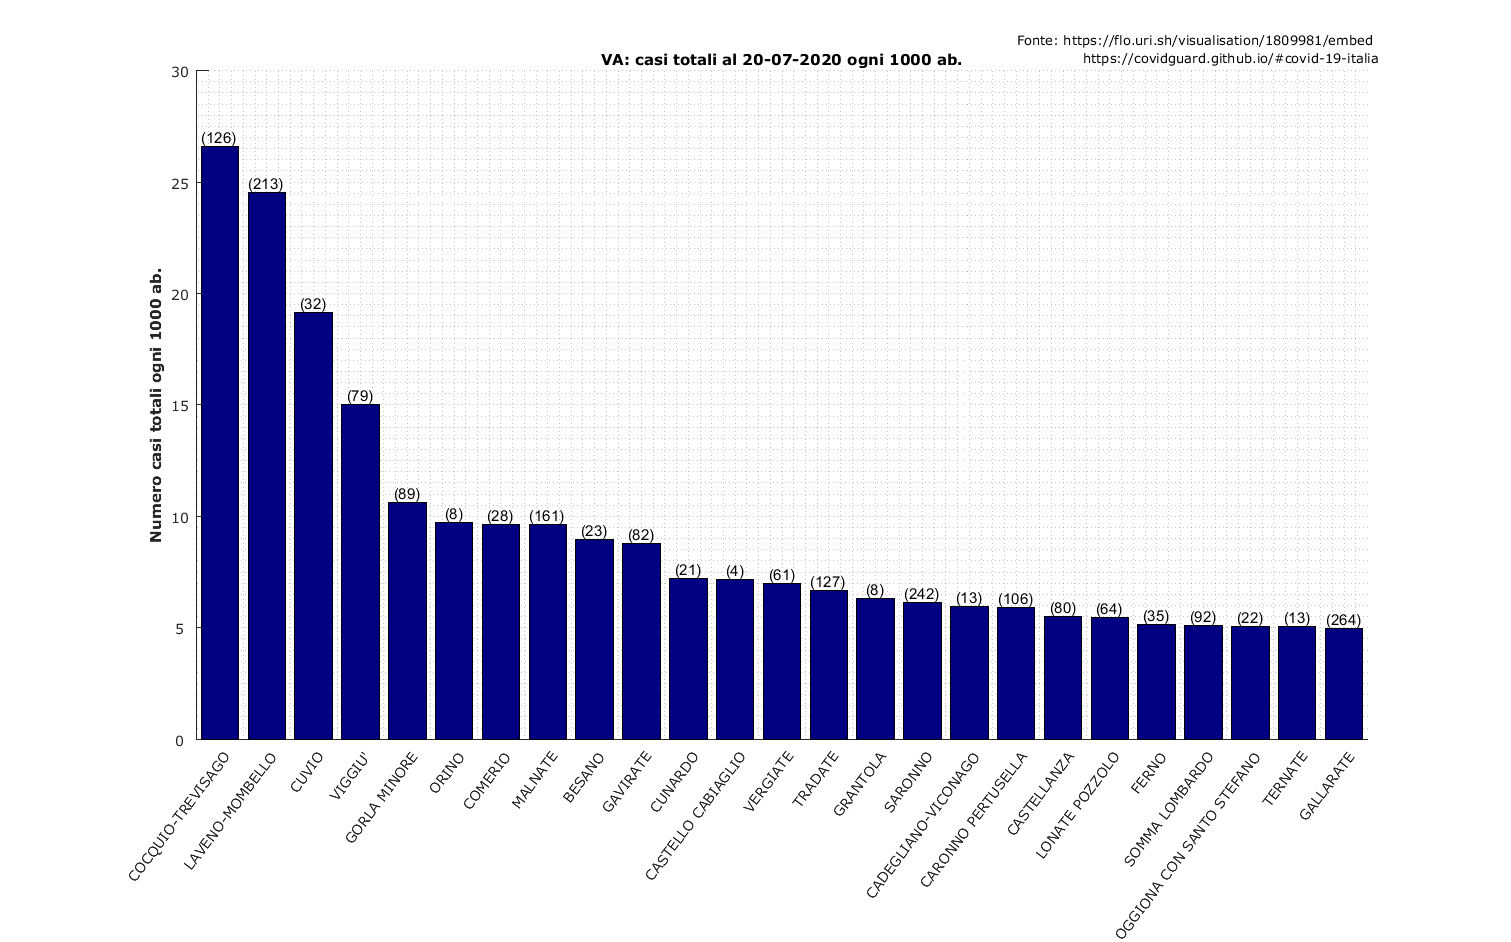 Fonte: https://flo.uri.sh/visualisation/1809981/embed
https://covidguard.github.io/#covid-19-italia
VA: casi totali al 20-07-2020 ogni 1000 ab.
Numero casi totali ogni 1000 ab.
30
25
20
15
10
5
0
(126)
(213)
(32)
(79)
(89)
(8)
(28)
(161)
(23)
(82)
(21)
(4)
(61)
(127)
(8)
(242)
(13)
(106)
(80)
(64)
(35)
(92)
(22)
(13)
(264)
COCQUIO-TREVISAGO
LAVENO-MOMBELLO
CUVIO
VIGGIU'
GORLA MINORE
ORINO
COMERIO
MALNATE
BESANO
GAVIRATE
CUNARDO
CASTELLO CABIAGLIO
VERGIATE
TRADATE
GRANTOLA
SARONNO
CADEGLIANO-VICONAGO
CARONNO PERTUSELLA
CASTELLANZA
LONATE POZZOLO
FERNO
SOMMA LOMBARDO
OGGIONA CON SANTO STEFANO
TERNATE
GALLARATE